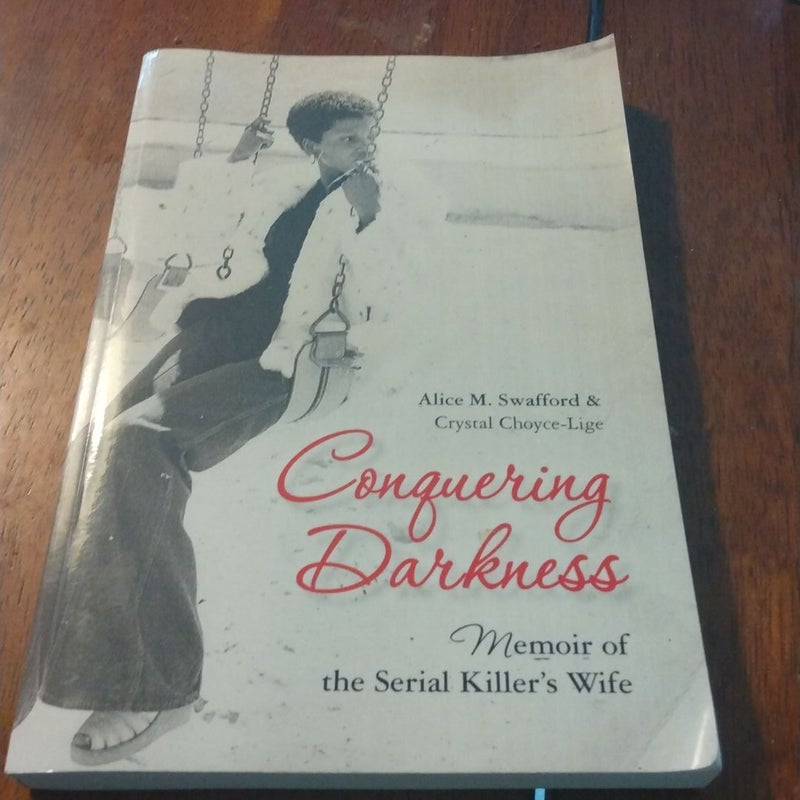 Alice M. Swafford &
Crystal Choyce-Lige
Conquering
Darkness
Memoir of
the Serial Killer's Wife